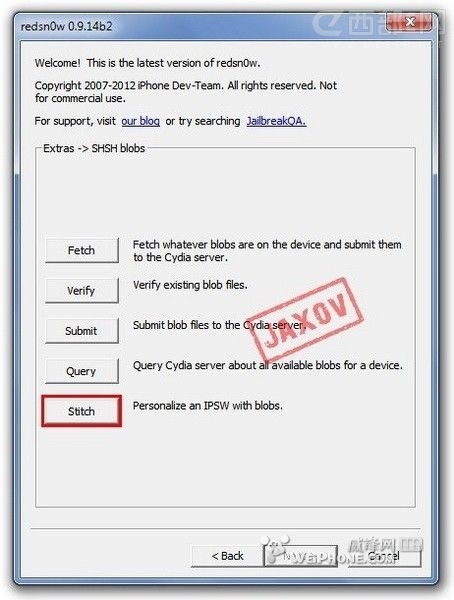 redsn0w 0.9.14b2
Welcome! This is the latest version of redsn0w.
Copyright 2007-2012 iPhone Dev-Team. All rights reserved. Not
for commercial use.
For support, visit our blog or try searching JailbreakQA.
Extras -> SHSH blobs
Fetch
Fetch whatever blobs are on the device and submit them
to the Cydia server.
Verify
Verify existing blob files.
Submit
Submit blob files to the Cydia server.
JAXOV
Query
Query Cydia server about all available blobs for a device.
Stitch
Personalize an IPSW with blobs.
< Back
Cancel
威锋网
WEIPHONE.COM